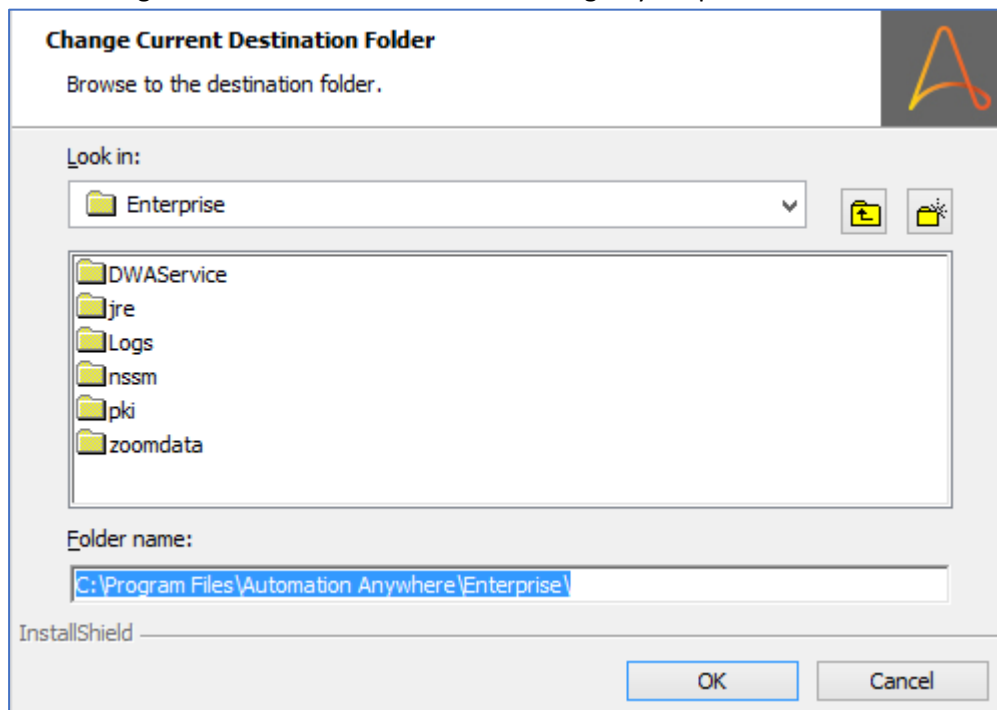 Change Current Destination Folder
Browse to the destination folder.
Look in:
Enterprise
DWAService
jre
Logs
nssm
pki
zoomdata
Folder name:
C:\Program Files\Automation Anywhere\Enterprise\
InstallShield
OK Cancel